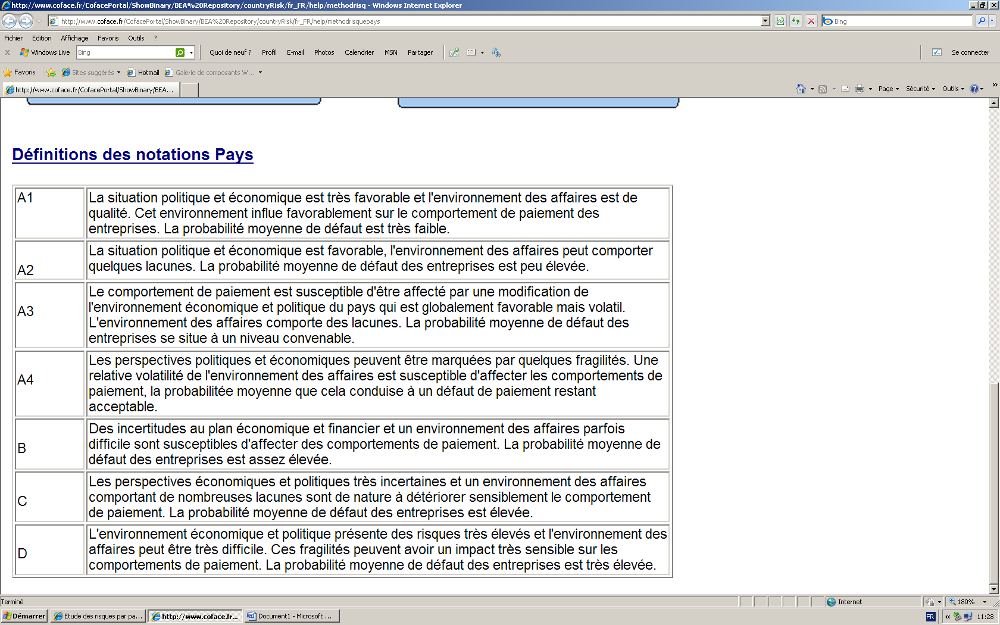 http://www.coface.fr/CofacePortal/ShowBinary/BEA%20Repository/countryRisk/fr_FR/help/methodrisq - Windows Internet Explorer
http://www.coface.fr/CofacePortal/ShowBinary/BEA%20Repository/countryRisk/fr_FR/help/methodrisquepays
Bing
Fichier Edition Affichage Favoris Outils ?
Windows Live Bing Quoi de neuf ? Profil E-mail Photos Calendrier MSN Partager Se connecter
Favoris Sites suggérés Hotmail Galerie de composants W...
http://www.coface.fr/CofacePortal/ShowBinary/BEA... Page Sécurité Outils
Définitions des notations Pays
A1
La situation politique et économique est très favorable et l'environnement des affaires est de
qualité. Cet environnement influe favorablement sur le comportement de paiement des
entreprises. La probabilité moyenne de défaut est très faible.
A2
La situation politique et économique est favorable, l'environnement des affaires peut comporter
quelques lacunes. La probabilité moyenne de défaut des entreprises est peu élevée.
A3
Le comportement de paiement est susceptible d'être affecté par une modification de
l'environnement économique et politique du pays qui est globalement favorable mais volatil.
L'environnement des affaires comporte des lacunes. La probabilité moyenne de défaut des
entreprises se situe à un niveau convenable.
A4
Les perspectives politiques et économiques peuvent être marquées par quelques fragilités. Une
relative volatilité de l'environnement des affaires est susceptible d'affecter les comportements de
paiement, la probabilitée moyenne que cela conduise à un défaut de paiement restant
acceptable.
B
Des incertitudes au plan économique et financier et un environnement des affaires parfois
difficile sont susceptibles d'affecter des comportements de paiement. La probabilité moyenne de
défaut des entreprises est assez élevée.
C
Les perspectives économiques et politiques très incertaines et un environnement des affaires
comportant de nombreuses lacunes sont de nature à détériorer sensiblement le comportement
de paiement. La probabilité moyenne de défaut des entreprises est élevée.
D
L'environnement économique et politique présente des risques très élevés et l'environnement des
affaires peut être très difficile. Ces fragilités peuvent avoir un impact très sensible sur les
comportements de paiement. La probabilité moyenne de défaut des entreprises est très élevée.
Terminé Internet 180%
Démarrer Etude des risques par pa... http://www.coface.fr... Document1 - Microsoft ... FR 11:28